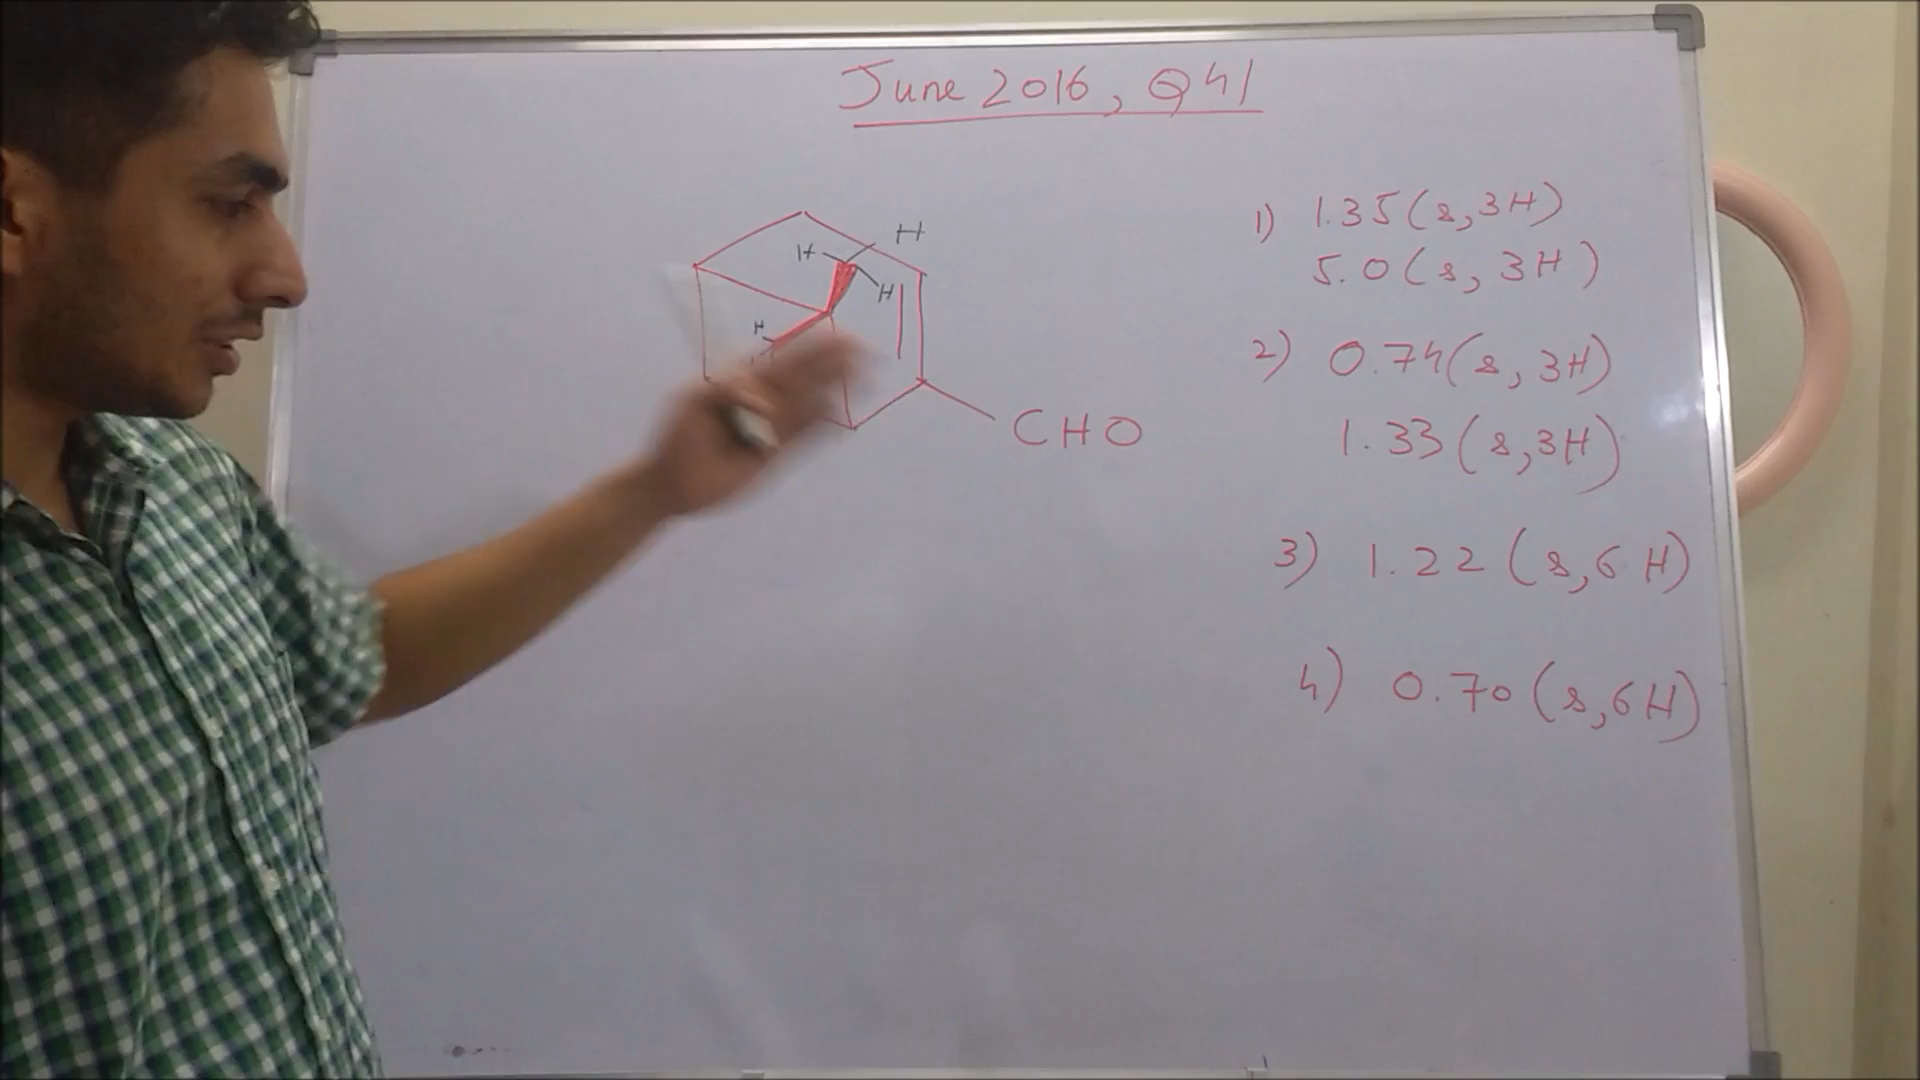 June 2016, Q41
H
H
H
H
CHO
1) 1.35 (s, 3H)
5.0 (s, 3H)
2) 0.74 (s, 3H)
1.33 (s, 3H)
3) 1.22 (s, 6H)
4) 0.70 (s, 6H)